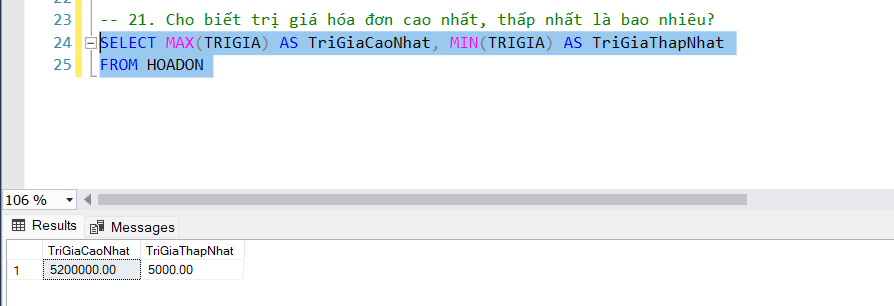 22
23 -- 21. Cho biết trị giá hóa đơn cao nhất, thấp nhất là bao nhiêu?
24 SELECT MAX(TRIGIA) AS TriGiaCaoNhat, MIN(TRIGIA) AS TriGiaThapNhat
25 FROM HOADON
106 %
Results Messages
TriGiaCaoNhat TriGiaThapNhat
1 5200000.00 5000.00